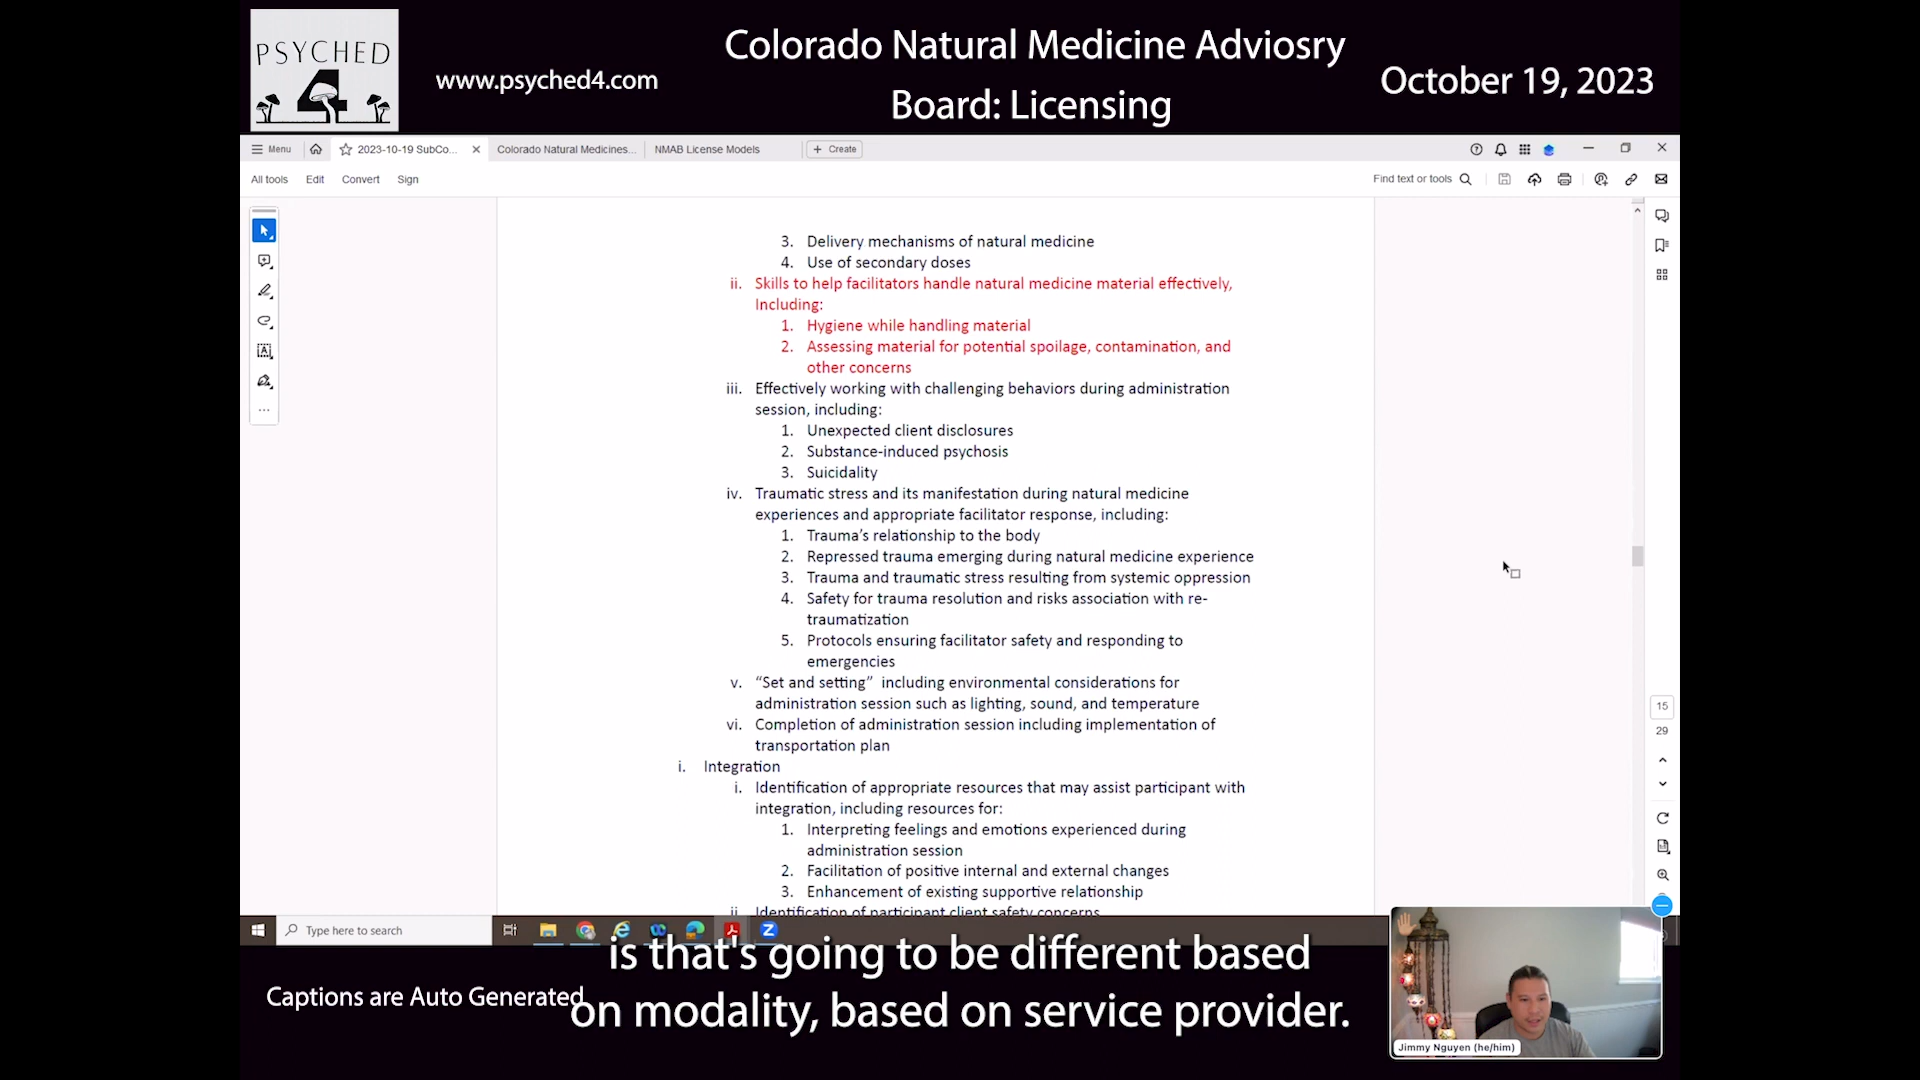 PSYCHED
4
www.psyched4.com
Colorado Natural Medicine Adviosry
Board: Licensing
October 19, 2023
Menu
2023-10-19 SubCo...
Colorado Natural Medicines...
NMAB License Models
+ Create
All tools
Edit
Convert
Sign
Find text or tools
3. Delivery mechanisms of natural medicine
4. Use of secondary doses
ii. Skills to help facilitators handle natural medicine material effectively,
Including:
1. Hygiene while handling material
2. Assessing material for potential spoilage, contamination, and
other concerns
iii. Effectively working with challenging behaviors during administration
session, including:
1. Unexpected client disclosures
2. Substance-induced psychosis
3. Suicidality
iv. Traumatic stress and its manifestation during natural medicine
experiences and appropriate facilitator response, including:
1. Trauma’s relationship to the body
2. Repressed trauma emerging during natural medicine experience
3. Trauma and traumatic stress resulting from systemic oppression
4. Safety for trauma resolution and risks association with re-
traumatization
5. Protocols ensuring facilitator safety and responding to
emergencies
v. “Set and setting” including environmental considerations for
administration session such as lighting, sound, and temperature
vi. Completion of administration session including implementation of
transportation plan
i. Integration
i. Identification of appropriate resources that may assist participant with
integration, including resources for:
1. Interpreting feelings and emotions experienced during
administration session
2. Facilitation of positive internal and external changes
3. Enhancement of existing supportive relationship
ii. Identification of participant client safety concerns
15
29
Type here to search
is that's going to be different based
on modality, based on service provider.
Captions are Auto Generated
Jimmy Nguyen (he/him)